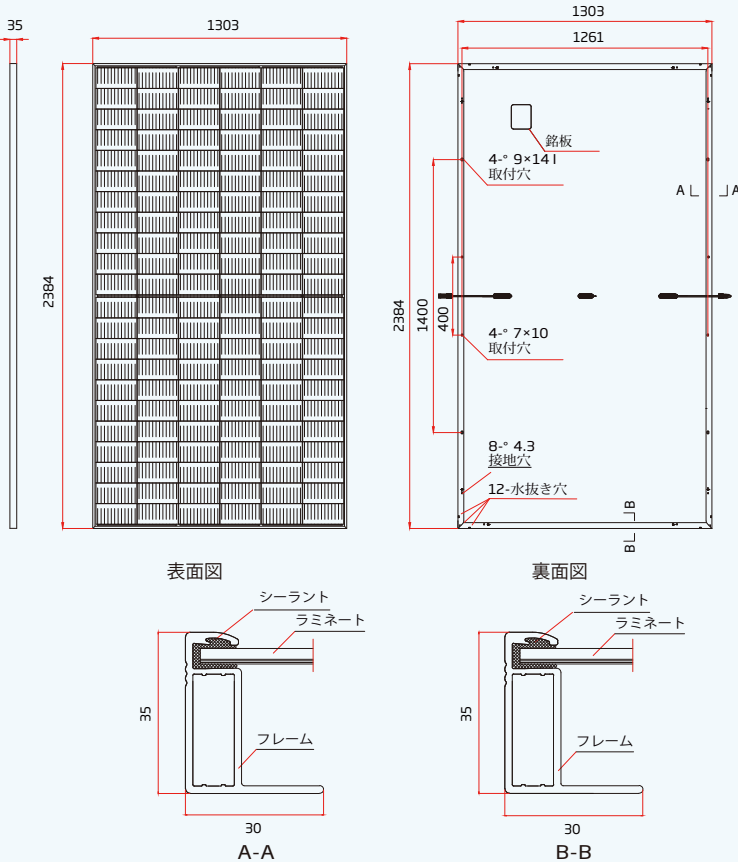 35
1303
2384
表面図
1303
1261
2384
1400
400
銘板
4-° 9×14 I
取付穴
A
A
4-° 7×10
取付穴
8-° 4.3
接地穴
12-水抜き穴
B
B
裏面図
シーラント
ラミネート
35
フレーム
30
A-A
シーラント
ラミネート
35
フレーム
30
B-B